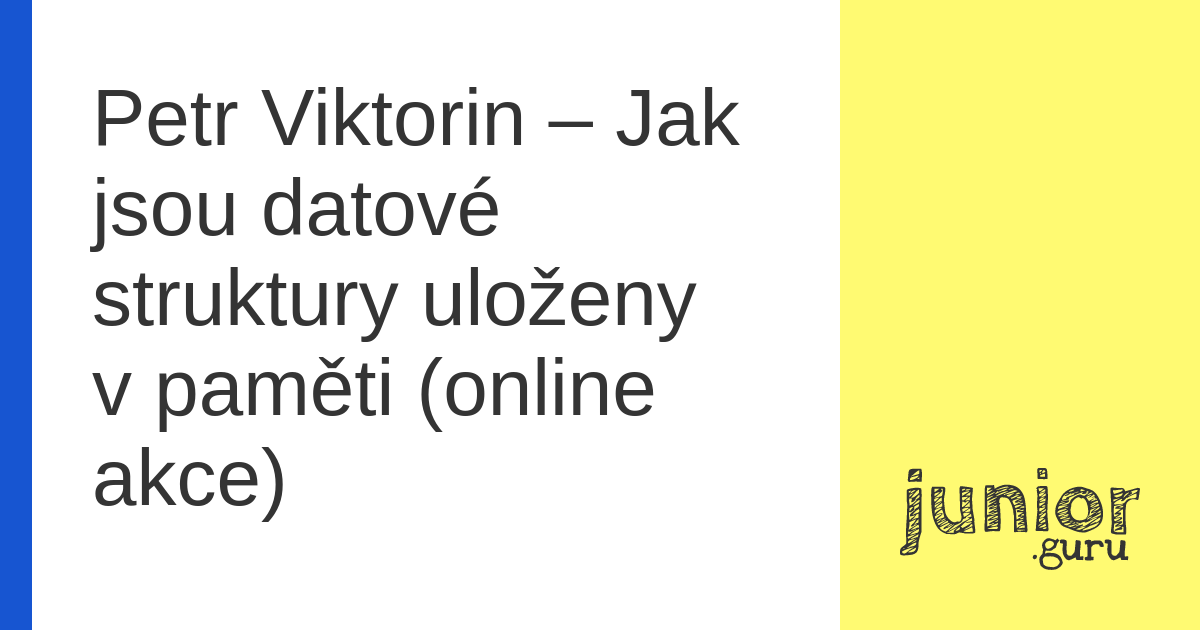 Petr Viktorin – Jak
jsou datové
struktury uloženy
v paměti (online
akce)
junior
.guru